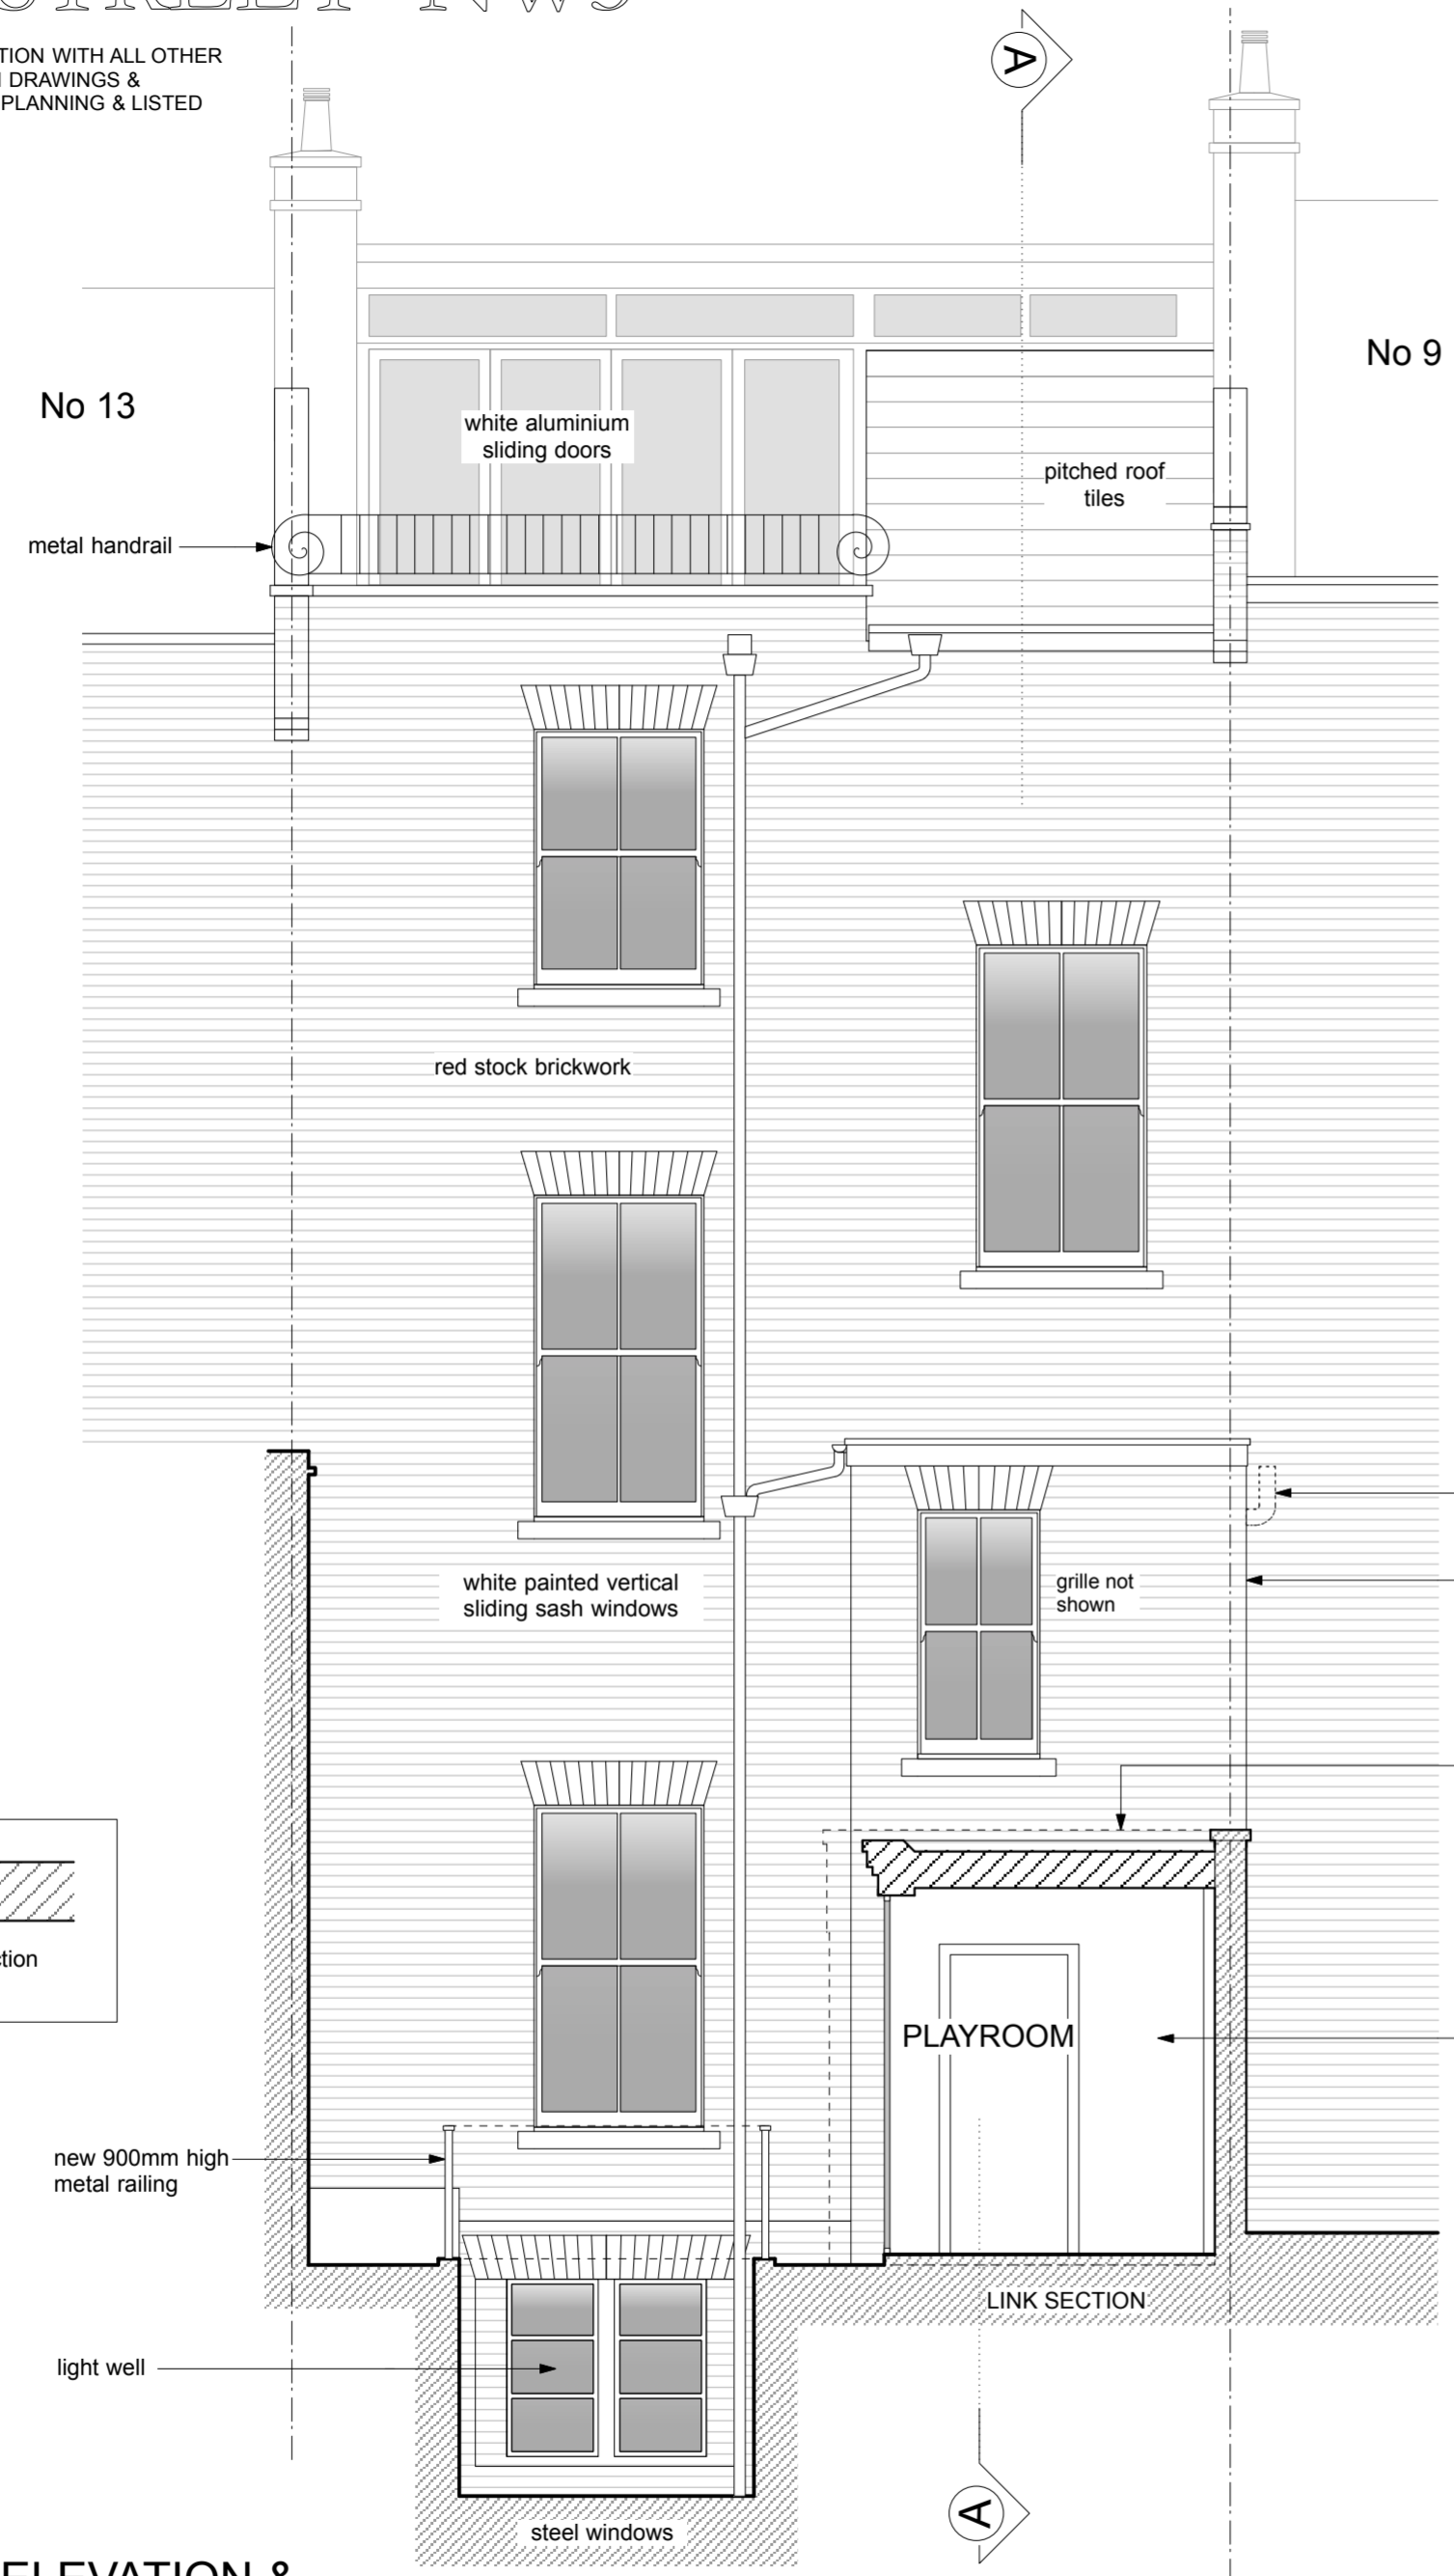 STREET NW3
TION WITH ALL OTHER
DRAWINGS &
PLANNING & LISTED
A
No 13
No 9
white aluminium
sliding doors
pitched roof
tiles
metal handrail
red stock brickwork
white painted vertical
sliding sash windows
grille not
shown
tion
PLAYROOM
new 900mm high
metal railing
LINK SECTION
light well
A
steel windows
ELEVATION &